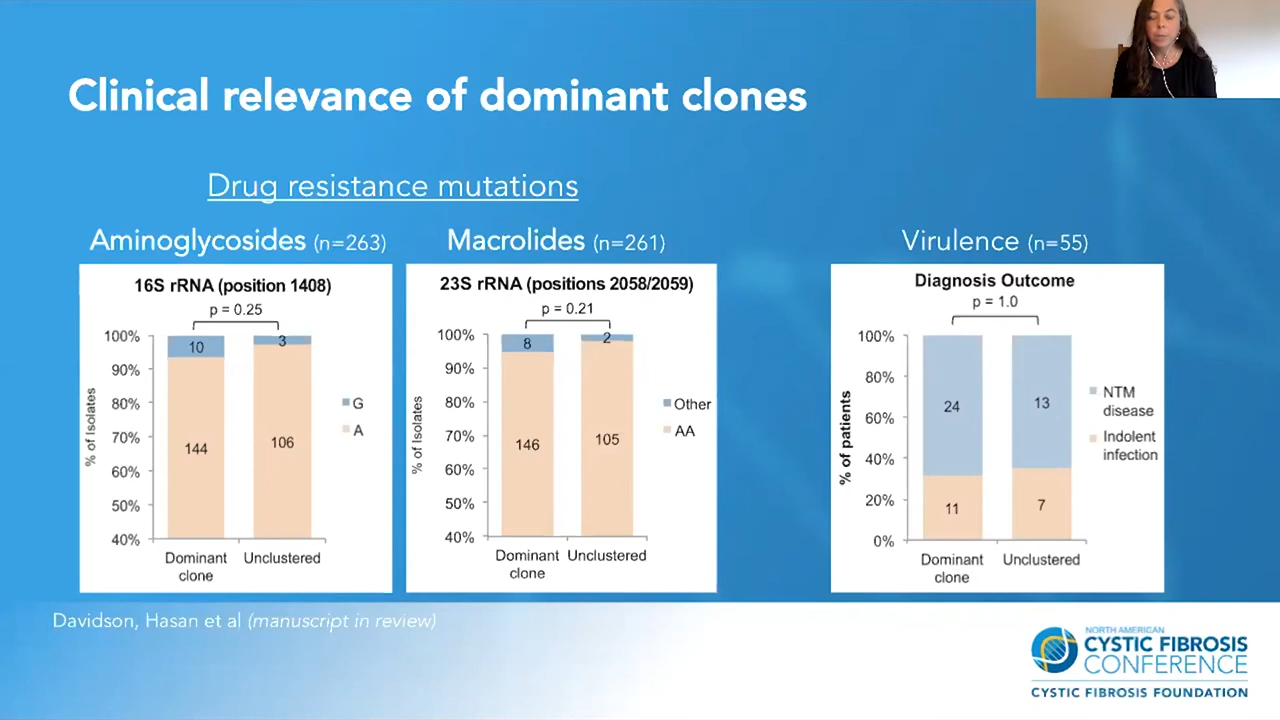 Clinical relevance of dominant clones
Drug resistance mutations
Aminoglycosides (n=263)
16S rRNA (position 1408)
p = 0.25
100%
90%
80%
70%
60%
50%
40%
% of Isolates
10
3
144
106
G
A
Dominant clone
Unclustered
Macrolides (n=261)
23S rRNA (positions 2058/2059)
p = 0.21
100%
90%
80%
70%
60%
50%
40%
% of Isolates
8
2
146
105
Other
AA
Dominant clone
Unclustered
Virulence (n=55)
Diagnosis Outcome
p = 1.0
100%
80%
60%
40%
20%
0%
% of patients
24
13
11
7
NTM disease
Indolent infection
Dominant clone
Unclustered
Davidson, Hasan et al (manuscript in review)
NORTH AMERICAN
CYSTIC FIBROSIS
CONFERENCE
CYSTIC FIBROSIS FOUNDATION